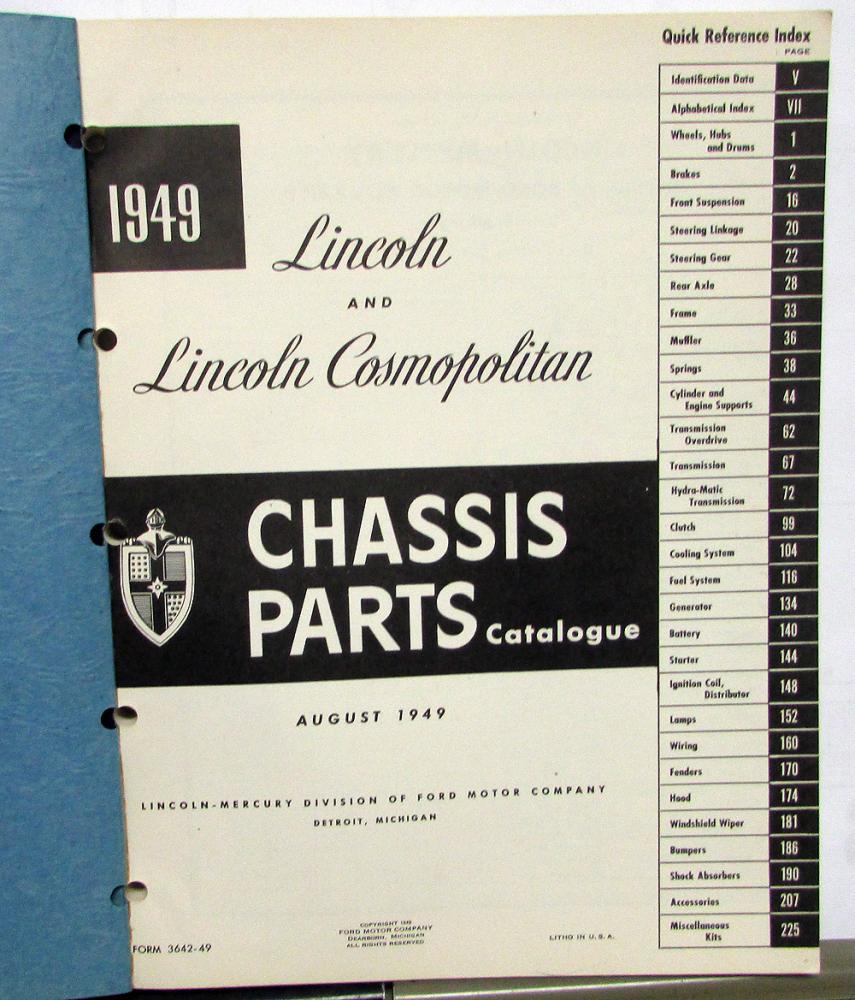 Quick Reference Index
PAGE
Identification Data V
Alphabetical Index VII
Wheels, Hubs
and Drums 1
Brakes 2
Front Suspension 16
Steering Linkage 20
Steering Gear 22
Rear Axle 28
Frame 33
Muffler 36
Springs 38
Cylinder and
Engine Supports 44
Transmission
Overdrive 62
Transmission 67
Hydra-Matic
Transmission 72
Clutch 99
Cooling System 104
Fuel System 116
Generator 134
Battery 140
Starter 144
Ignition Coil,
Distributor 148
Lamps 152
Wiring 160
Fenders 170
Hood 174
Windshield Wiper 181
Bumpers 186
Shock Absorbers 190
Accessories 207
Miscellaneous
Kits 225
1949
Lincoln
AND
Lincoln Cosmopolitan
CHASSIS
PARTS Catalogue
AUGUST 1949
LINCOLN-MERCURY DIVISION OF FORD MOTOR COMPANY
DETROIT, MICHIGAN
FORM 3642-49
COPYRIGHT 1949
FORD MOTOR COMPANY
DEARBORN, MICHIGAN
ALL RIGHTS RESERVED
LITHO IN U. S. A.